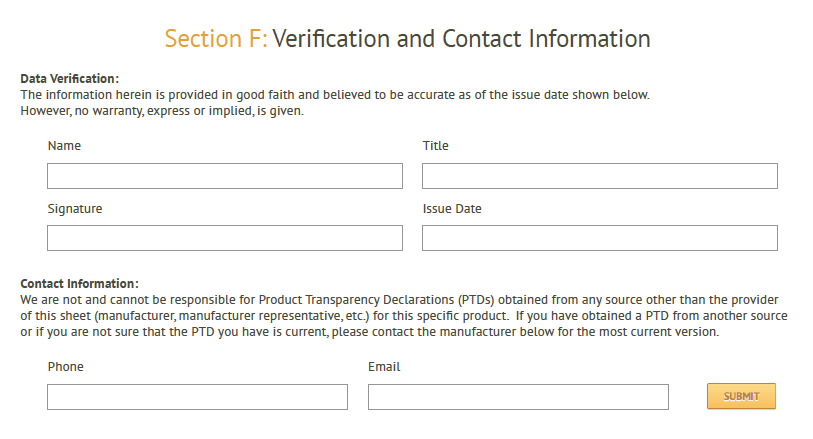 Section F: Verification and Contact Information
Data Verification:
The information herein is provided in good faith and believed to be accurate as of the issue date shown below.
However, no warranty, express or implied, is given.
Name Title
Signature Issue Date
Contact Information:
We are not and cannot be responsible for Product Transparency Declarations (PTDs) obtained from any source other than the provider
of this sheet (manufacturer, manufacturer representative, etc.) for this specific product. If you have obtained a PTD from another source
or if you are not sure that the PTD you have is current, please contact the manufacturer below for the most current version.
Phone Email
SUBMIT